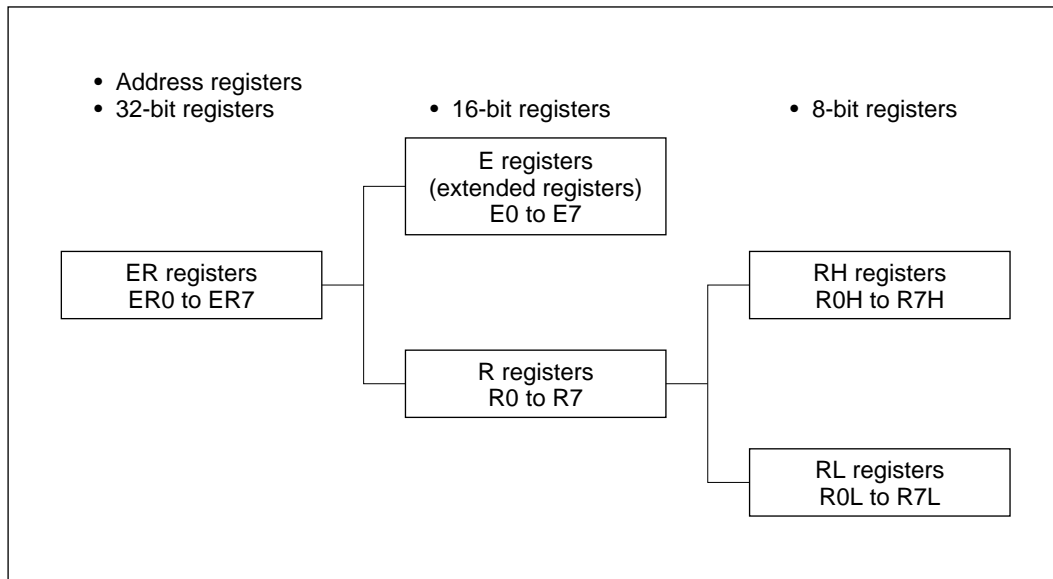 • Address registers
• 32-bit registers
• 16-bit registers
• 8-bit registers
E registers
(extended registers)
E0 to E7
ER registers
ER0 to ER7
RH registers
R0H to R7H
R registers
R0 to R7
RL registers
R0L to R7L